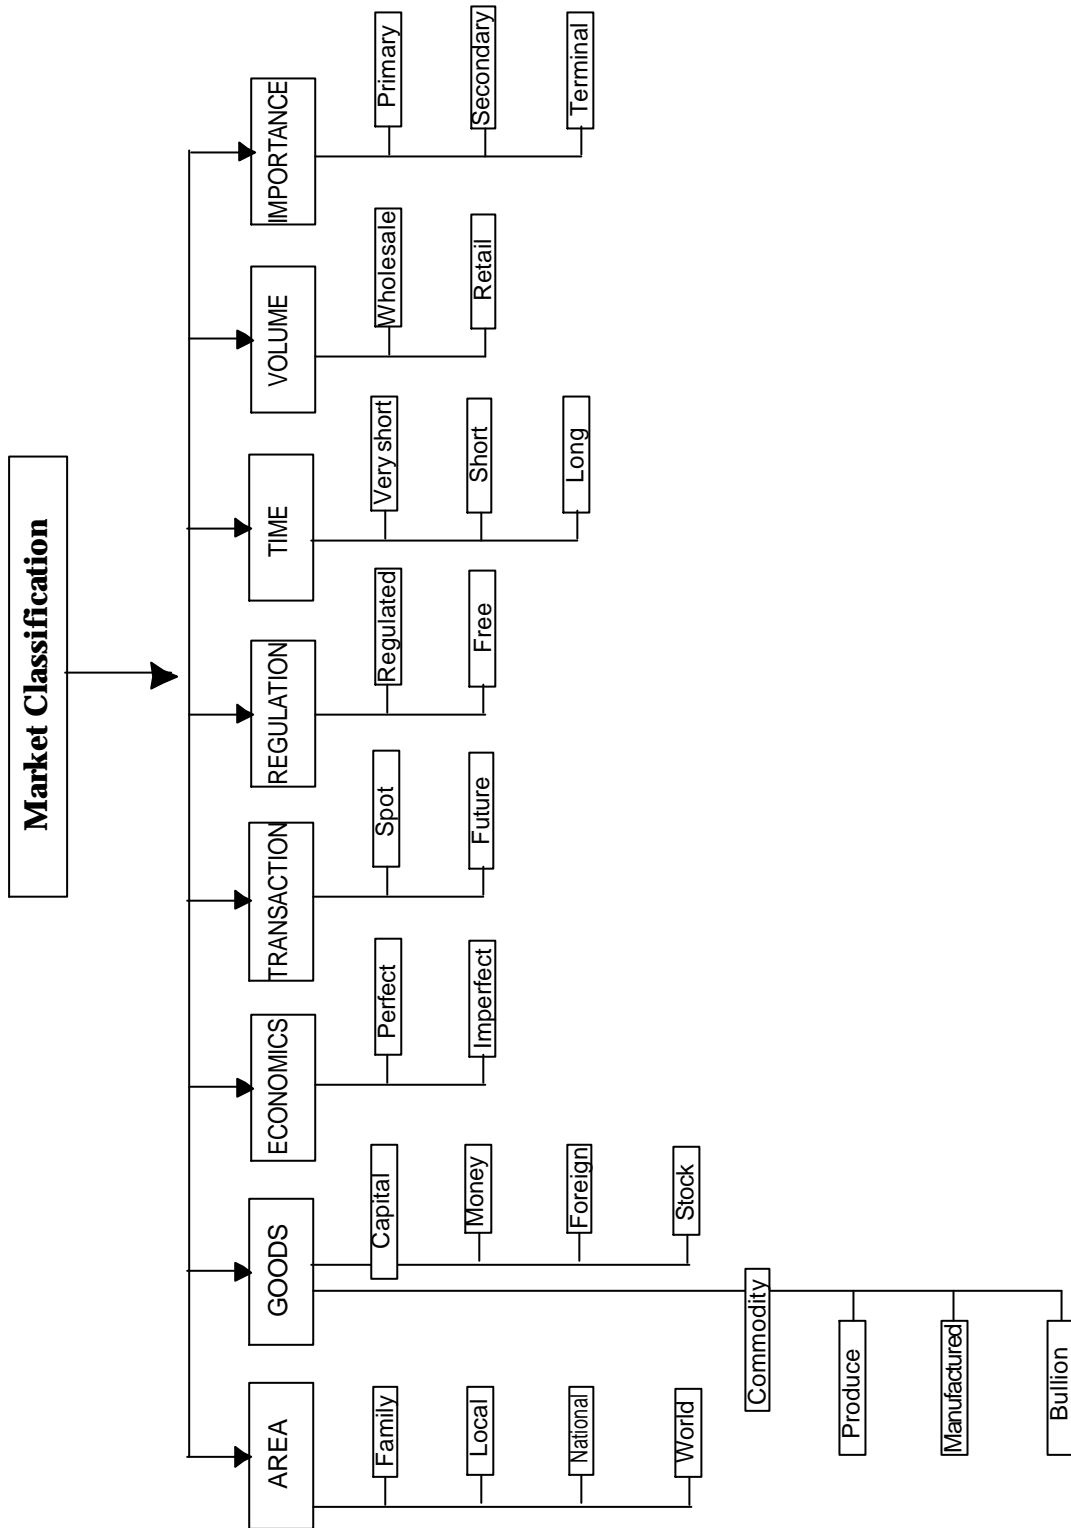 Market Classification
AREA
Family
Local
National
World
GOODS
Capital
Money
Foreign
Stock
Commodity
Produce
Manufactured
Bullion
ECONOMICS
Perfect
Imperfect
TRANSACTION
Spot
Future
REGULATION
Regulated
Free
TIME
Very short
Short
Long
VOLUME
Wholesale
Retail
IMPORTANCE
Primary
Secondary
Terminal